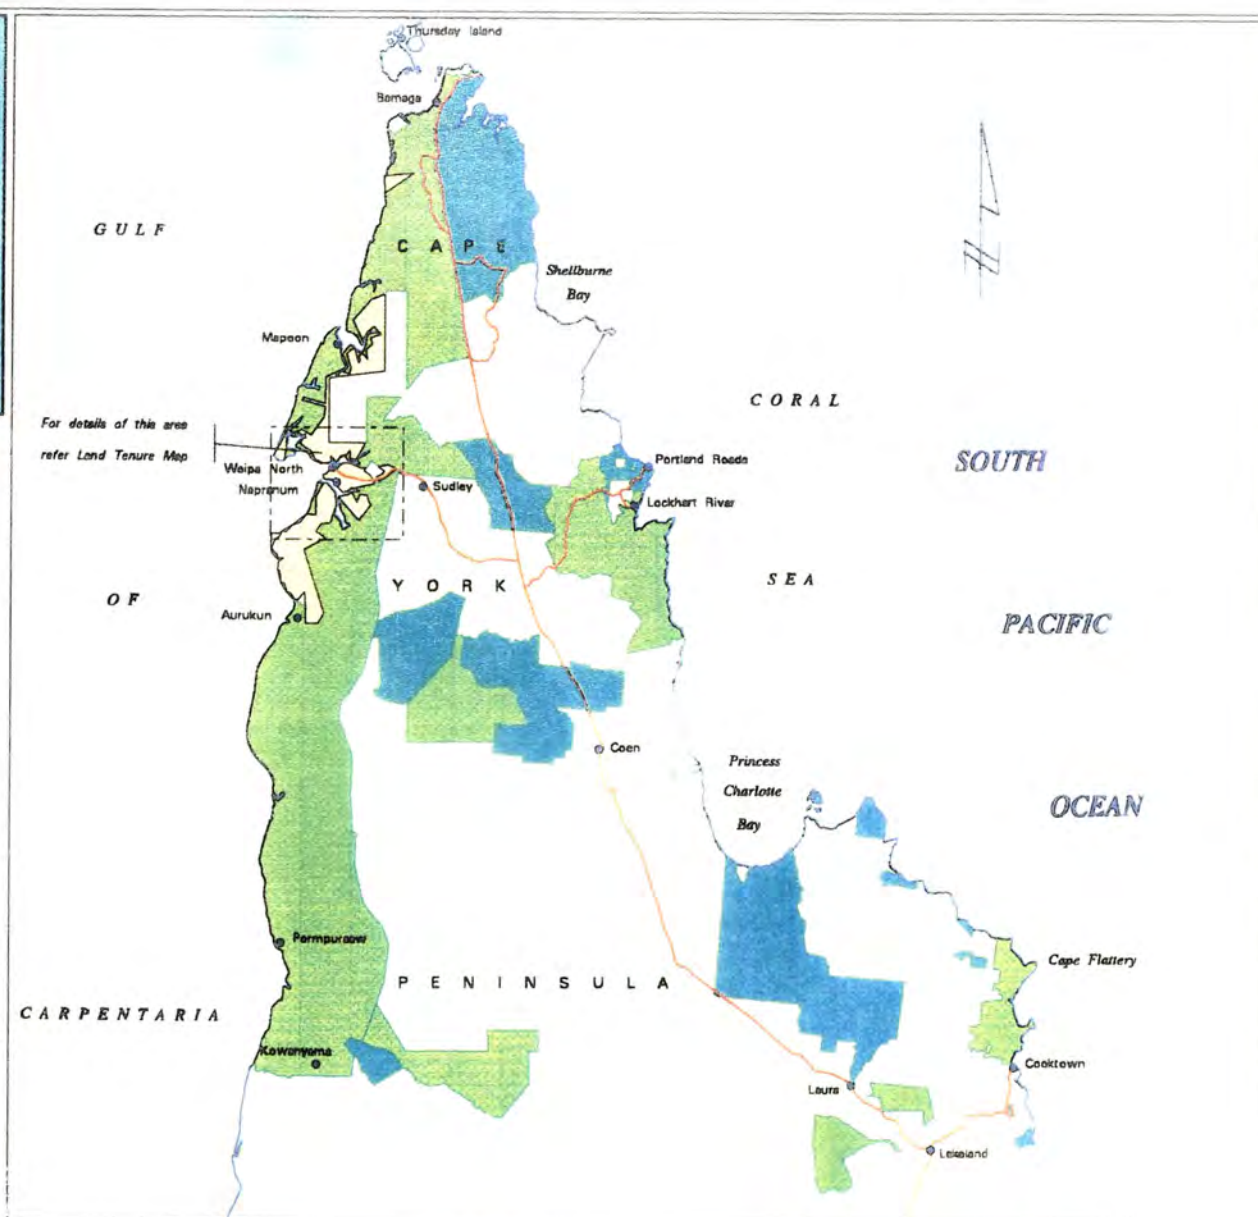 Thursday Island
Bamaga
GULF
CAPE
Shellburne
Bay
Mapoon
CORAL
For details of this area
refer Land Tenure Map
SOUTH
Portland Roads
Weipa North
Napranum
Sudley
Lockhart River
YORK
SEA
OF
Aurukun
PACIFIC
Coen
Princess
Charlotte
Bay
OCEAN
Pormpuraaw
Cape Flattery
PENINSULA
CARPENTARIA
Kowanyama
Cooktown
Laura
Lakeland
N